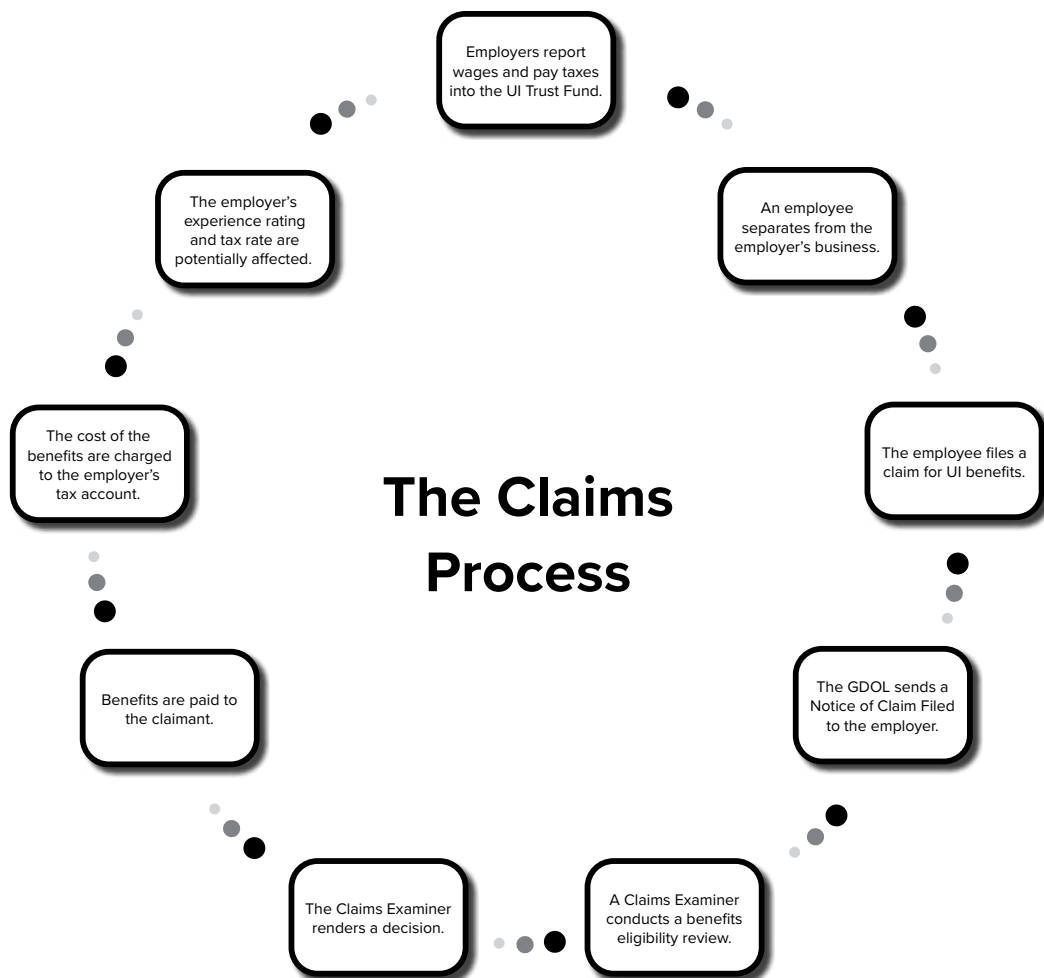 Employers report
wages and pay taxes
into the UI Trust Fund.
An employee
separates from the
employer’s business.
The employee files a
claim for UI benefits.
The GDOL sends a
Notice of Claim Filed
to the employer.
A Claims Examiner
conducts a benefits
eligibility review.
The Claims Examiner
renders a decision.
Benefits are paid to
the claimant.
The cost of the
benefits are charged
to the employer’s
tax account.
The employer’s
experience rating
and tax rate are
potentially affected.
The Claims
Process